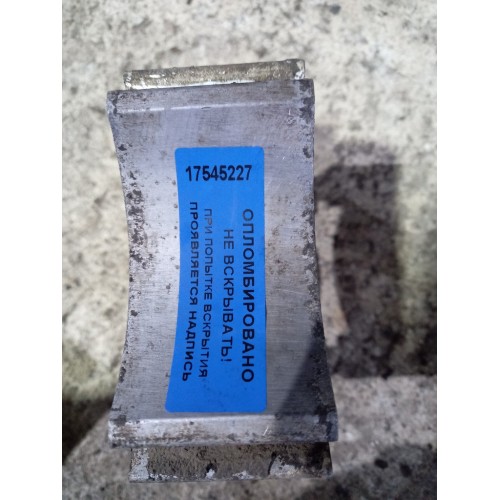 17545227
ОПЛОМБИРОВАНО
НЕ ВСКРЫВАТЬ!
ПРИ ПОПЫТКЕ ВСКРЫТИЯ
ПРОЯВЛЯЕТСЯ НАДПИСЬ